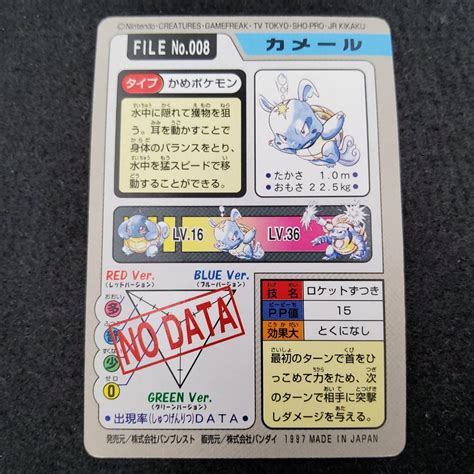 ©Nintendo・CREATURES・GAMEFREAK・TV TOKYO・SHO-PRO・JR KIKAKU
FILE No.008
カメール
タイプ
かめポケモン
水中に隠れて獲物を狙
う。耳を動かすことで
身体のバランスをとり、
水中を猛スピードで移
動することができる。
・たかさ 1.0m
・おもさ 22.5kg
LV.16
LV.36
RED Ver.
(レッドバージョン)
BLUE Ver.
(ブルーバージョン)
多
少
ゼロ
0
NO DATA
GREEN Ver.
(グリーンバージョン)
・出現率(しゅつげんりつ)DATA・
技名
ロケットずつき
PP値
15
効果大
とくになし
最初のターンで首をひ
っこめて力をため、次
のターンで相手に突撃
しダメージを与える。
発売元/株式会社バンプレスト 販売元/株式会社バンダイ 1997 MADE IN JAPAN